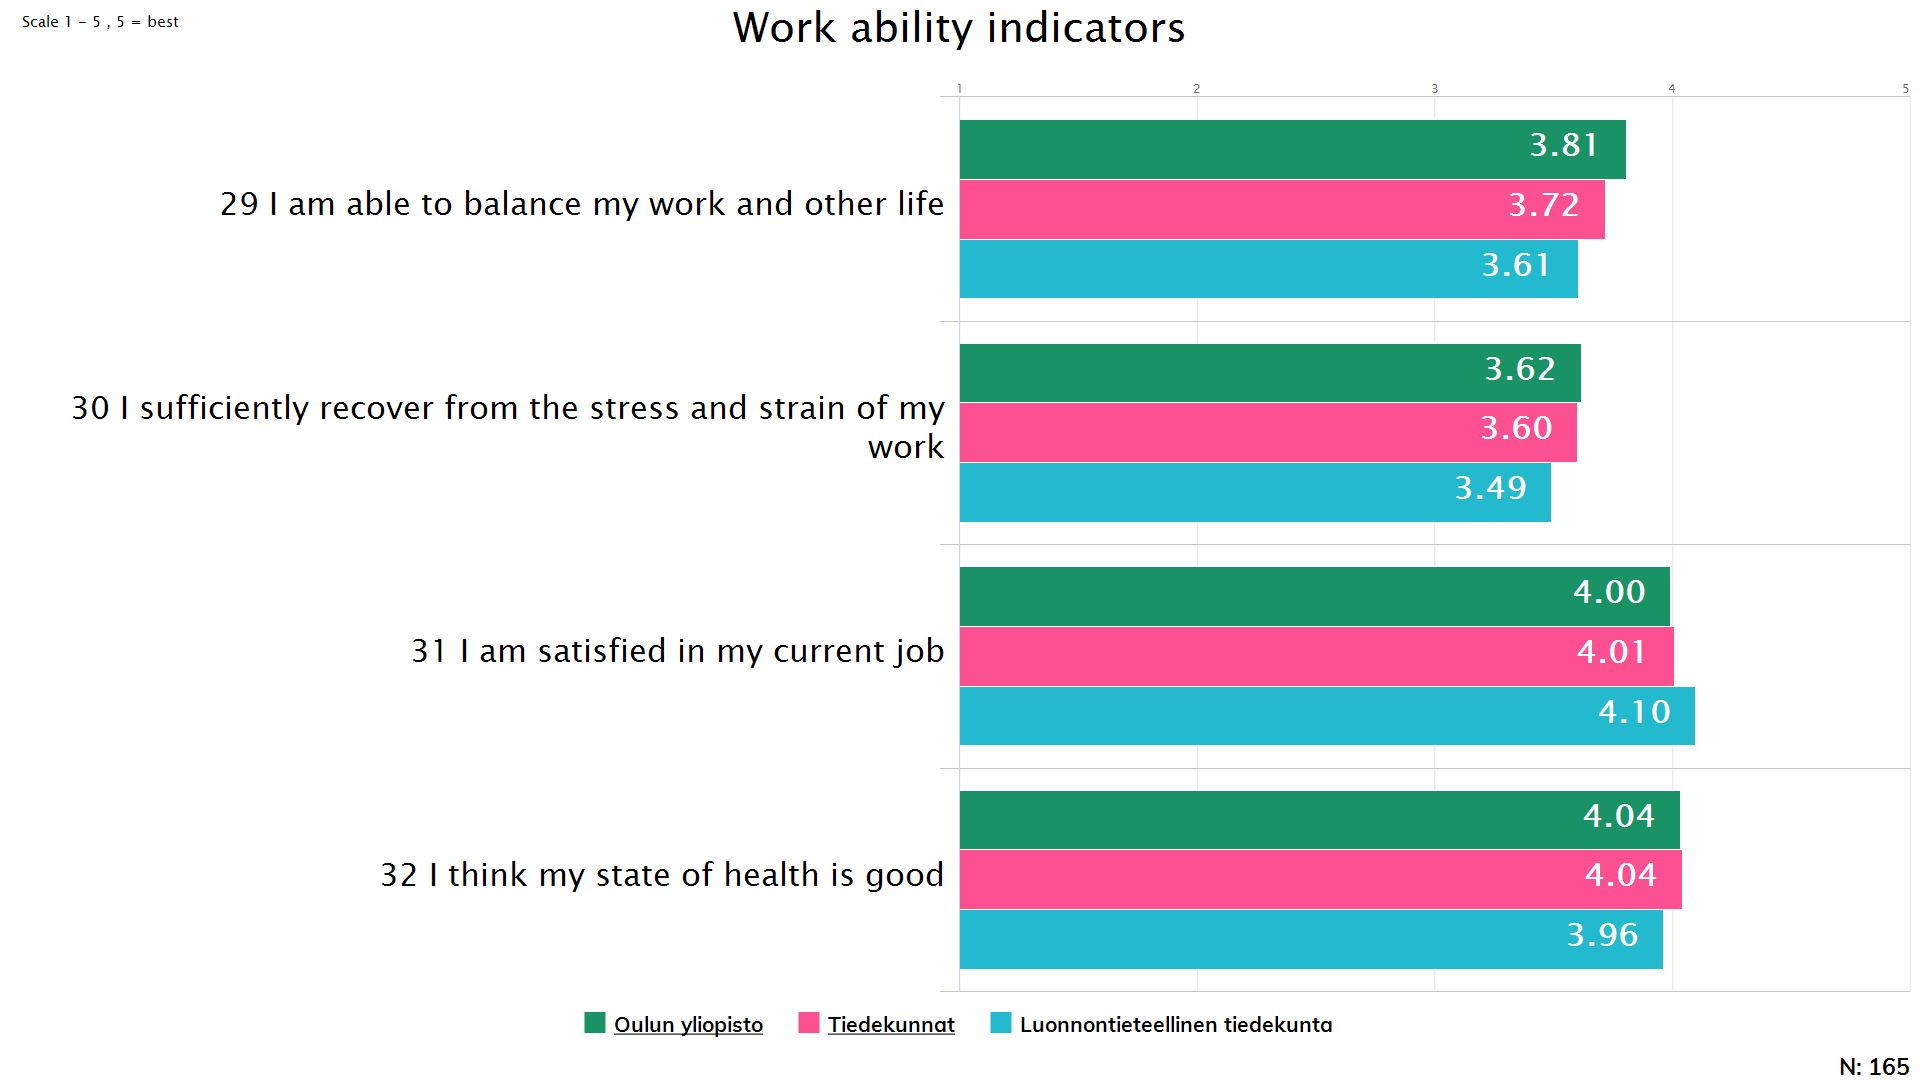 Scale 1 - 5 , 5 = best
Work ability indicators
1 2 3 4 5
29 I am able to balance my work and other life
3.81
3.72
3.61
30 I sufficiently recover from the stress and strain of my
work
3.62
3.60
3.49
31 I am satisfied in my current job
4.00
4.01
4.10
32 I think my state of health is good
4.04
4.04
3.96
Oulun yliopisto Tiedekunnat Luonnontieteellinen tiedekunta
N: 165